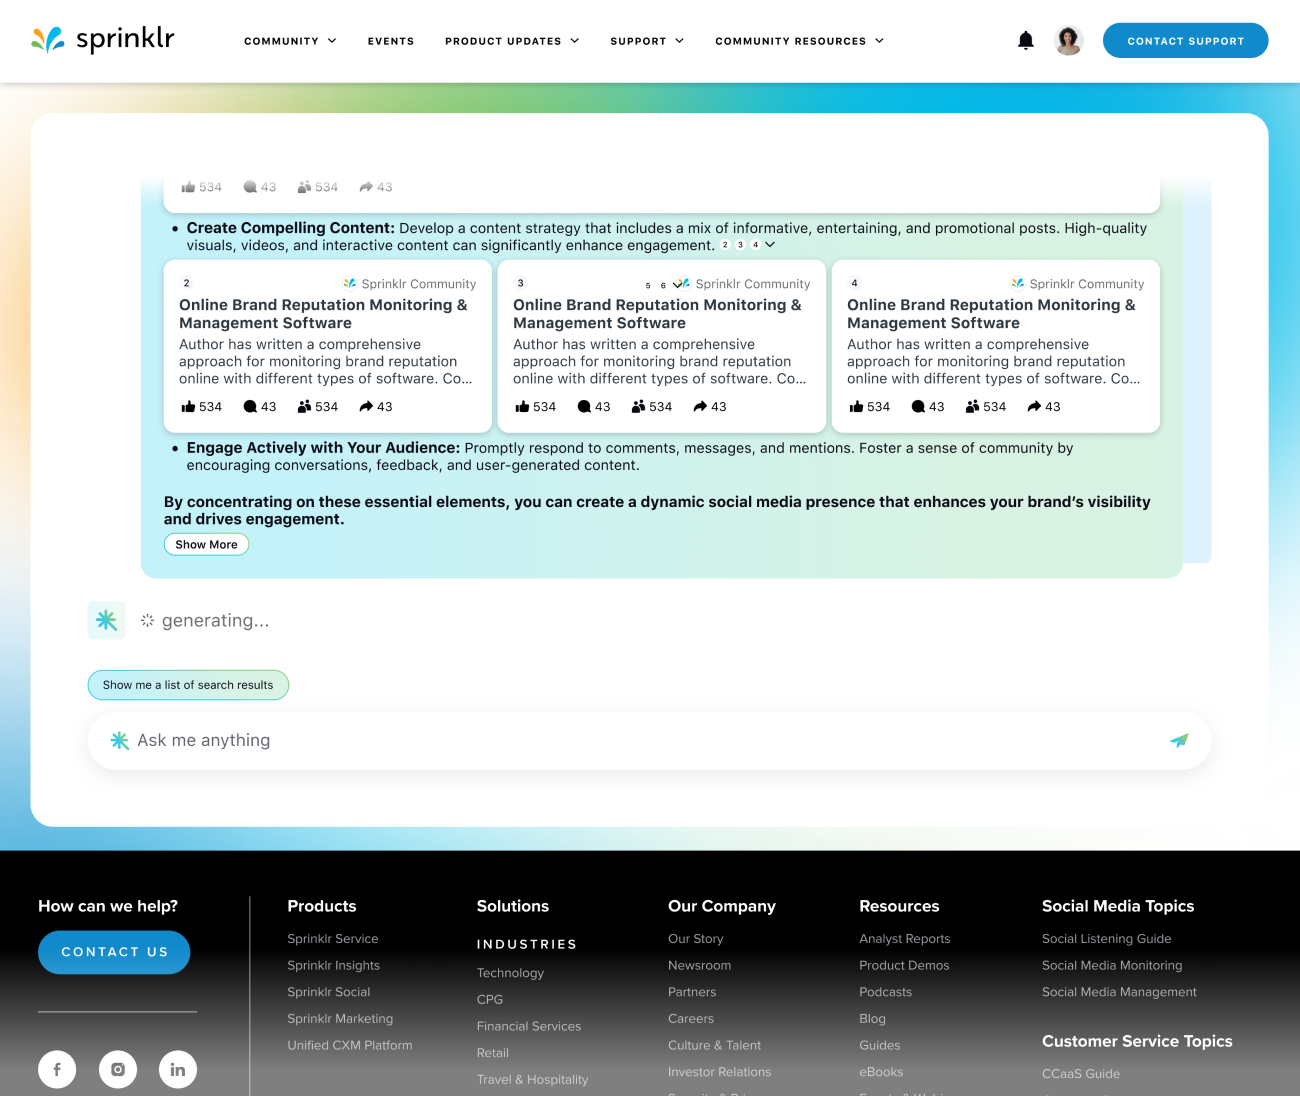 sprinklr
COMMUNITY
EVENTS
PRODUCT UPDATES
SUPPORT
COMMUNITY RESOURCES
CONTACT SUPPORT
534 43 534 43
• Create Compelling Content: Develop a content strategy that includes a mix of informative, entertaining, and promotional posts. High-quality
visuals, videos, and interactive content can significantly enhance engagement. 2 3 4
2 Sprinklr Community
Online Brand Reputation Monitoring &
Management Software
Author has written a comprehensive
approach for monitoring brand reputation
online with different types of software. Co...
534 43 534 43
3 5 6 Sprinklr Community
Online Brand Reputation Monitoring &
Management Software
Author has written a comprehensive
approach for monitoring brand reputation
online with different types of software. Co...
534 43 534 43
4 Sprinklr Community
Online Brand Reputation Monitoring &
Management Software
Author has written a comprehensive
approach for monitoring brand reputation
online with different types of software. Co...
534 43 534 43
• Engage Actively with Your Audience: Promptly respond to comments, messages, and mentions. Foster a sense of community by
encouraging conversations, feedback, and user-generated content.
By concentrating on these essential elements, you can create a dynamic social media presence that enhances your brand's visibility
and drives engagement.
Show More
generating...
Show me a list of search results
Ask me anything
How can we help?
CONTACT US
Products
Sprinklr Service
Sprinklr Insights
Sprinklr Social
Sprinklr Marketing
Unified CXM Platform
Solutions
INDUSTRIES
Technology
CPG
Financial Services
Retail
Travel & Hospitality
Our Company
Our Story
Newsroom
Partners
Careers
Culture & Talent
Investor Relations
Resources
Analyst Reports
Product Demos
Podcasts
Blog
Guides
eBooks
Social Media Topics
Social Listening Guide
Social Media Monitoring
Social Media Management
Customer Service Topics
CCaaS Guide